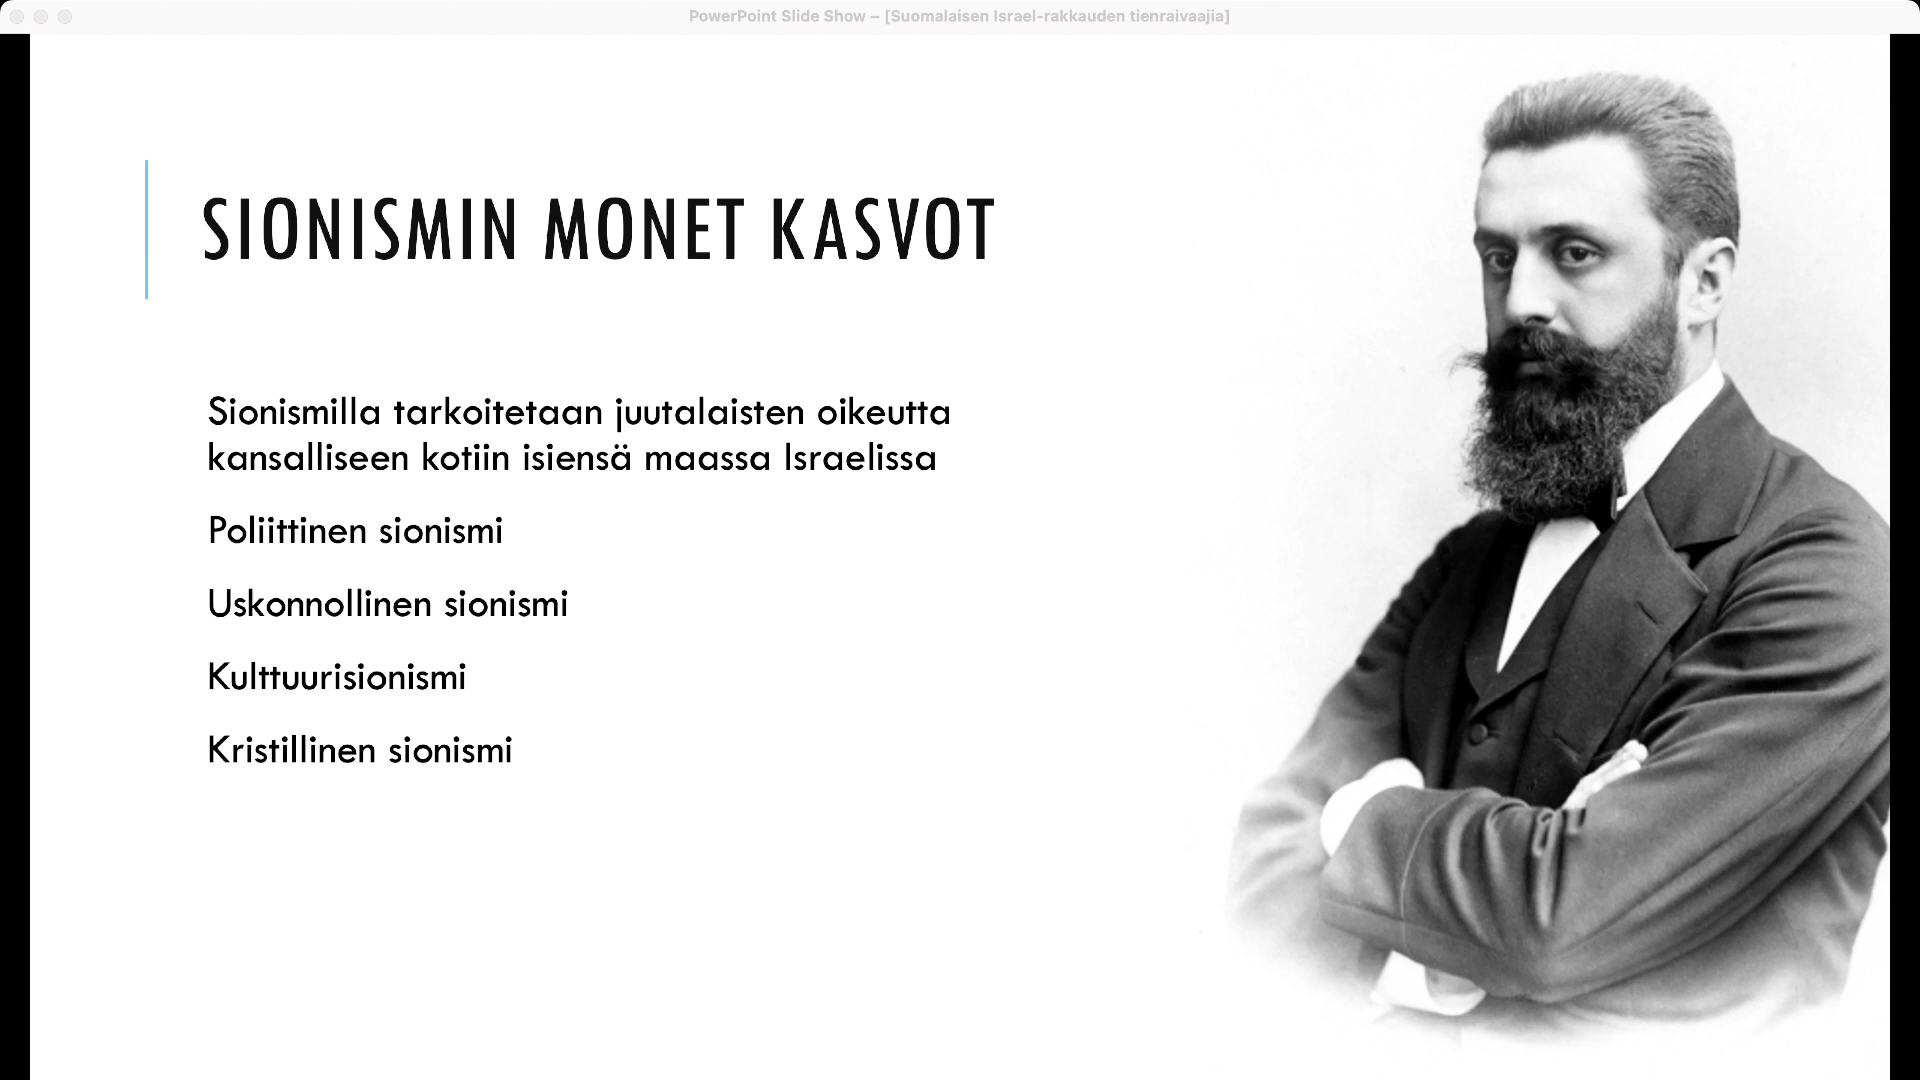 PowerPoint Slide Show – [Suomalaisen Israel-rakkauden tienraivaajia]
SIONISMIN MONET KASVOT
Sionismilla tarkoitetaan juutalaisten oikeutta
kansalliseen kotiin isiensä maassa Israelissa
Poliittinen sionismi
Uskonnollinen sionismi
Kulttuurisionismi
Kristillinen sionismi